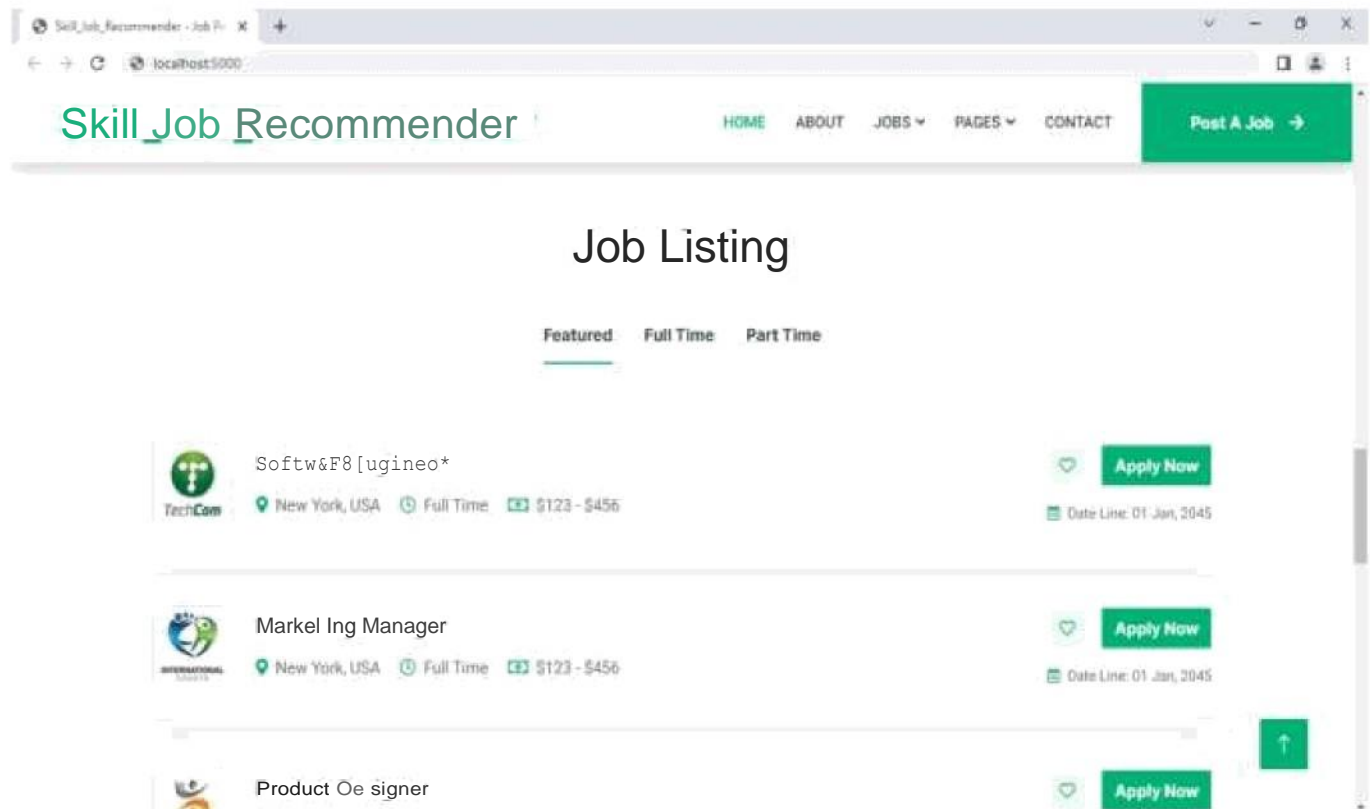 Skill_Job_Recommender - Job P
localhost:5000
Skill Job Recommender
HOME ABOUT JOBS PAGES CONTACT Post A Job →
Job Listing
Featured Full Time Part Time
Softw&F8[ugineo*
Apply Now
TechCom
New York, USA Full Time $123 - $456
Date Line: 01 Jan, 2045
Markel Ing Manager
Apply Now
INTERNATIONAL
New York, USA Full Time $123 - $456
Date Line: 01 Jan, 2045
Product Oe signer
Apply Now